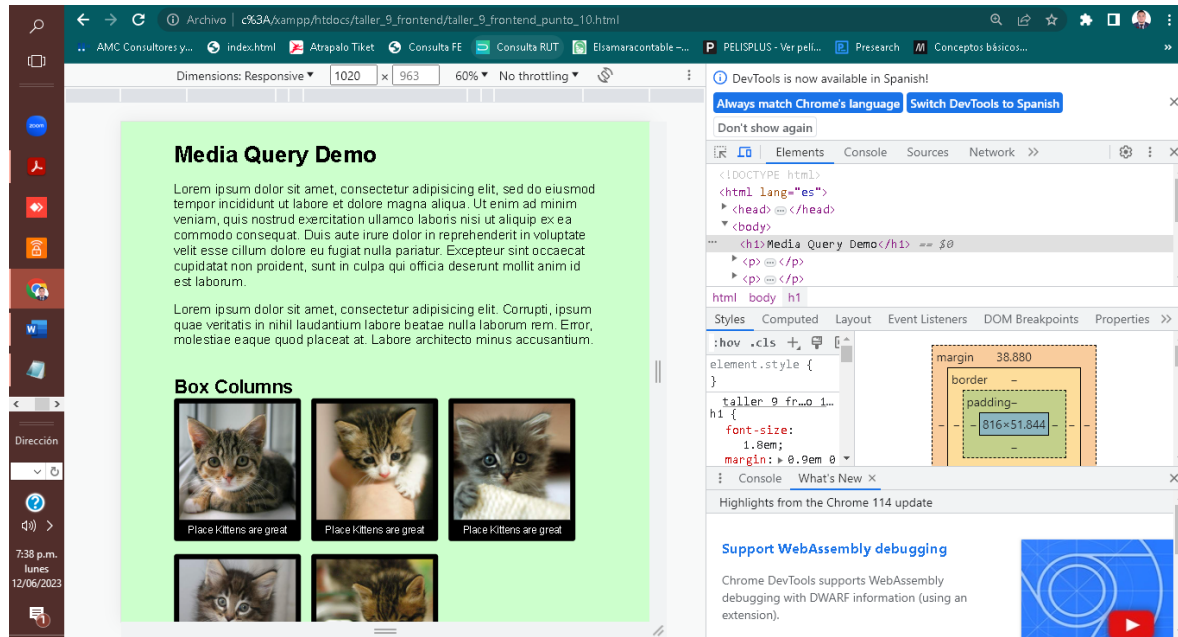 Archivo | c%3A/xampp/htdocs/taller_9_frontend/taller_9_frontend_punto_10.html
AMC Consultores y... index.html Atrapalo Tiket Consulta FE Consulta RUT Elsamaracontable –... PELISPLUS - Ver pelí... Presearch Conceptos básicos... »
Dimensions: Responsive ▼ 1020 × 963 60% ▼ No throttling ▼
zoom
Dirección
7:38 p.m.
lunes
12/06/2023
Media Query Demo
Lorem ipsum dolor sit amet, consectetur adipisicing elit, sed do eiusmod
tempor incididunt ut labore et dolore magna aliqua. Ut enim ad minim
veniam, quis nostrud exercitation ullamco laboris nisi ut aliquip ex ea
commodo consequat. Duis aute irure dolor in reprehenderit in voluptate
velit esse cillum dolore eu fugiat nulla pariatur. Excepteur sint occaecat
cupidatat non proident, sunt in culpa qui officia deserunt mollit anim id
est laborum.
Lorem ipsum dolor sit amet, consectetur adipisicing elit. Corrupti, ipsum
quae veritatis in nihil laudantium labore beatae nulla laborum rem. Error,
molestiae eaque quod placeat at. Labore architecto minus accusantium.
Box Columns
Place Kittens are great
Place Kittens are great
Place Kittens are great
DevTools is now available in Spanish!
Always match Chrome's language Switch DevTools to Spanish
Don't show again
Elements Console Sources Network »
<!DOCTYPE html>
<html lang="es">
<head> … </head>
<body>
… <h1>Media Query Demo</h1> == $0
<p> … </p>
<p> … </p>
html body h1
Styles Computed Layout Event Listeners DOM Breakpoints Properties »
:hov .cls +
element.style {
}
taller_9_fr…o_1…
h1 {
font-size:
1.8em;
margin: ▶ 0.9em 0
margin 38.880
border –
padding–
816×51.844
Console What's New ×
Highlights from the Chrome 114 update
Support WebAssembly debugging
Chrome DevTools supports WebAssembly
debugging with DWARF information (using an
extension).